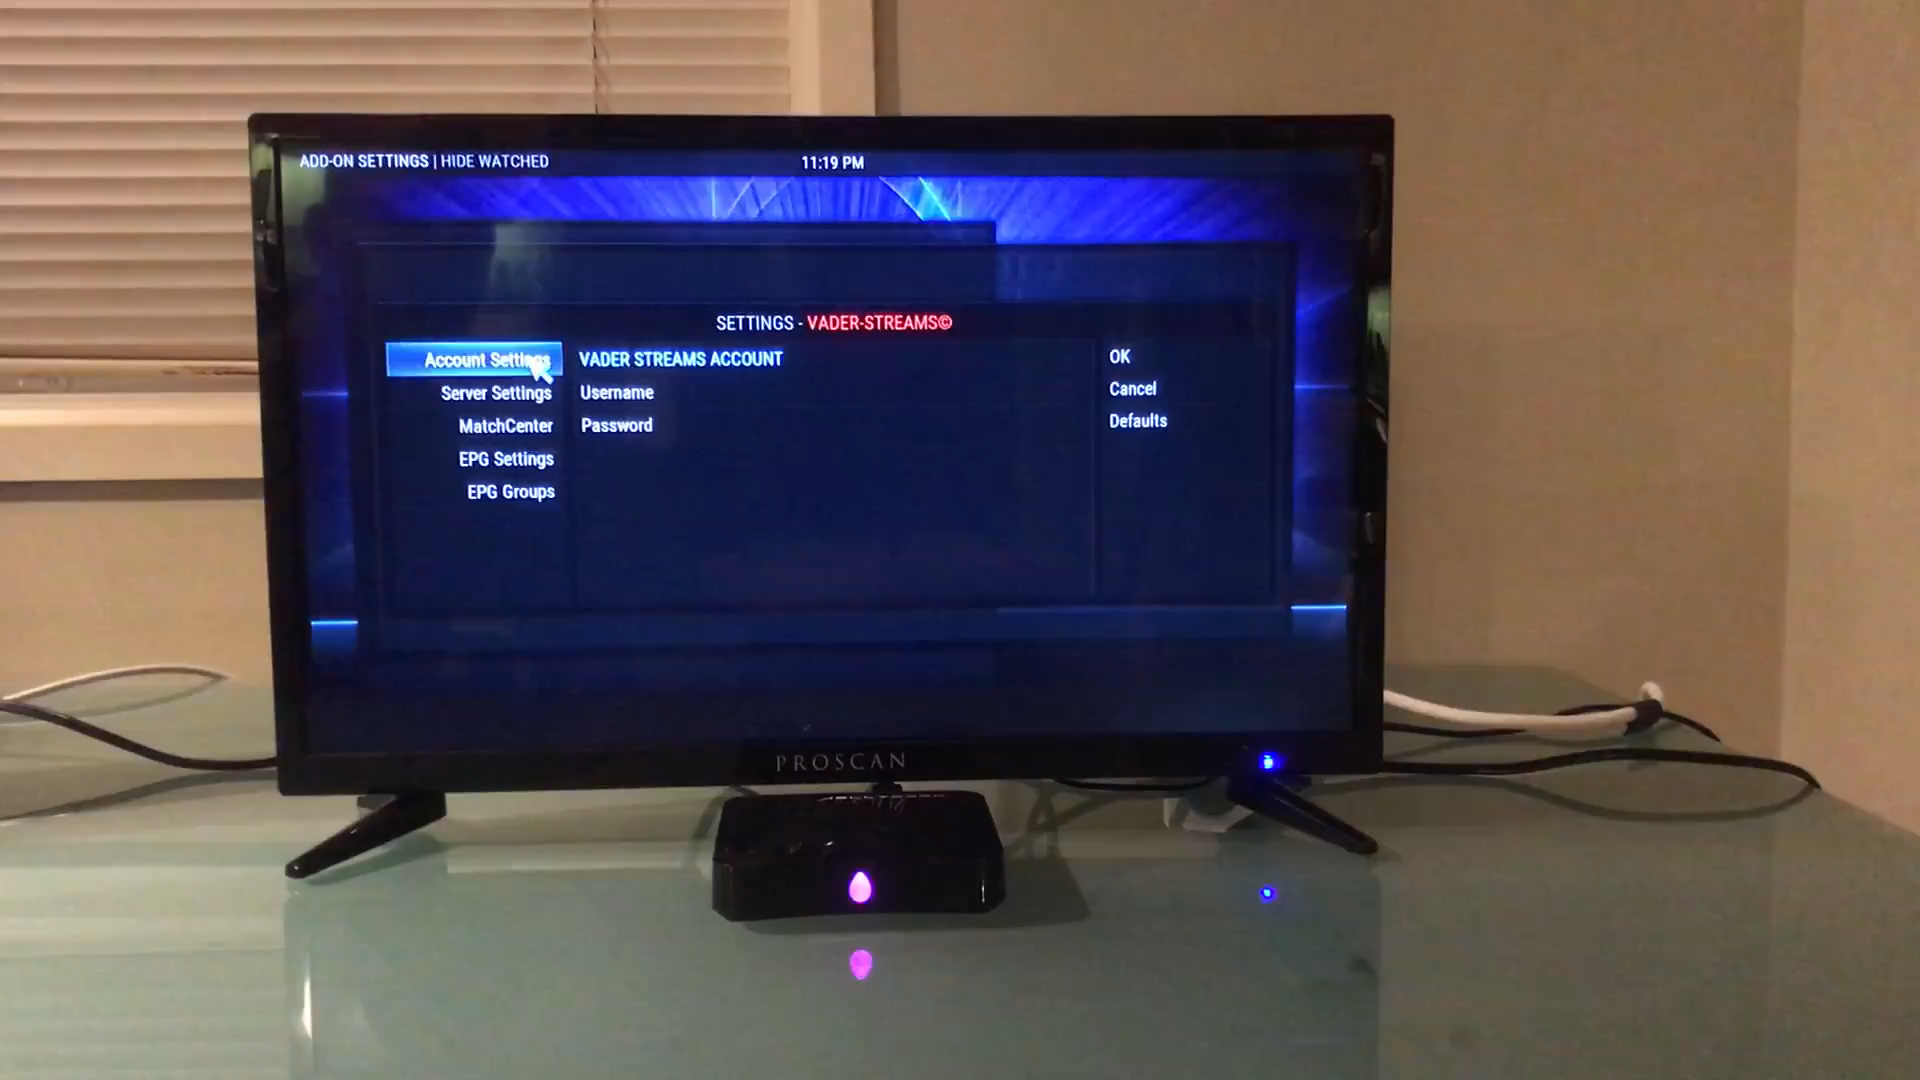 ADD-ON SETTINGS | HIDE WATCHED
11:19 PM
SETTINGS - VADER-STREAMS©
Account Settings
Server Settings
MatchCenter
EPG Settings
EPG Groups
VADER STREAMS ACCOUNT
Username
Password
OK
Cancel
Defaults
PROSCAN